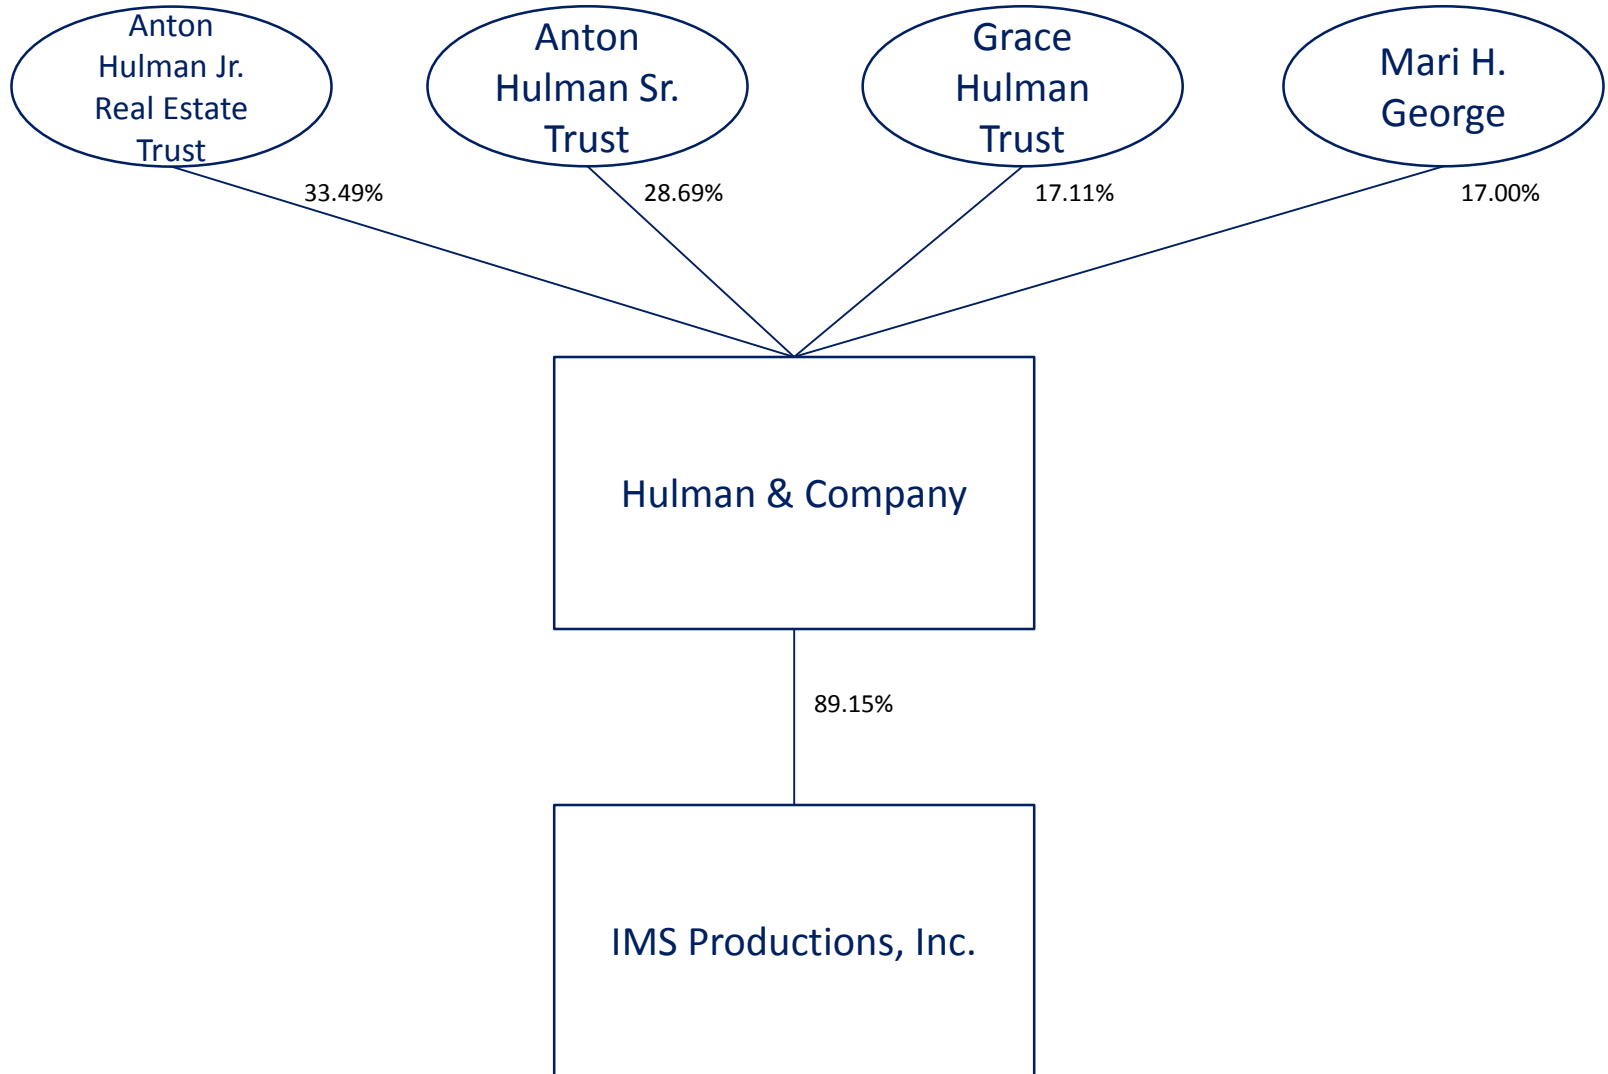 Anton
Hulman Jr.
Real Estate
Trust
Anton
Hulman Sr.
Trust
Grace
Hulman
Trust
Mari H.
George
33.49%
28.69%
17.11%
17.00%
Hulman & Company
89.15%
IMS Productions, Inc.